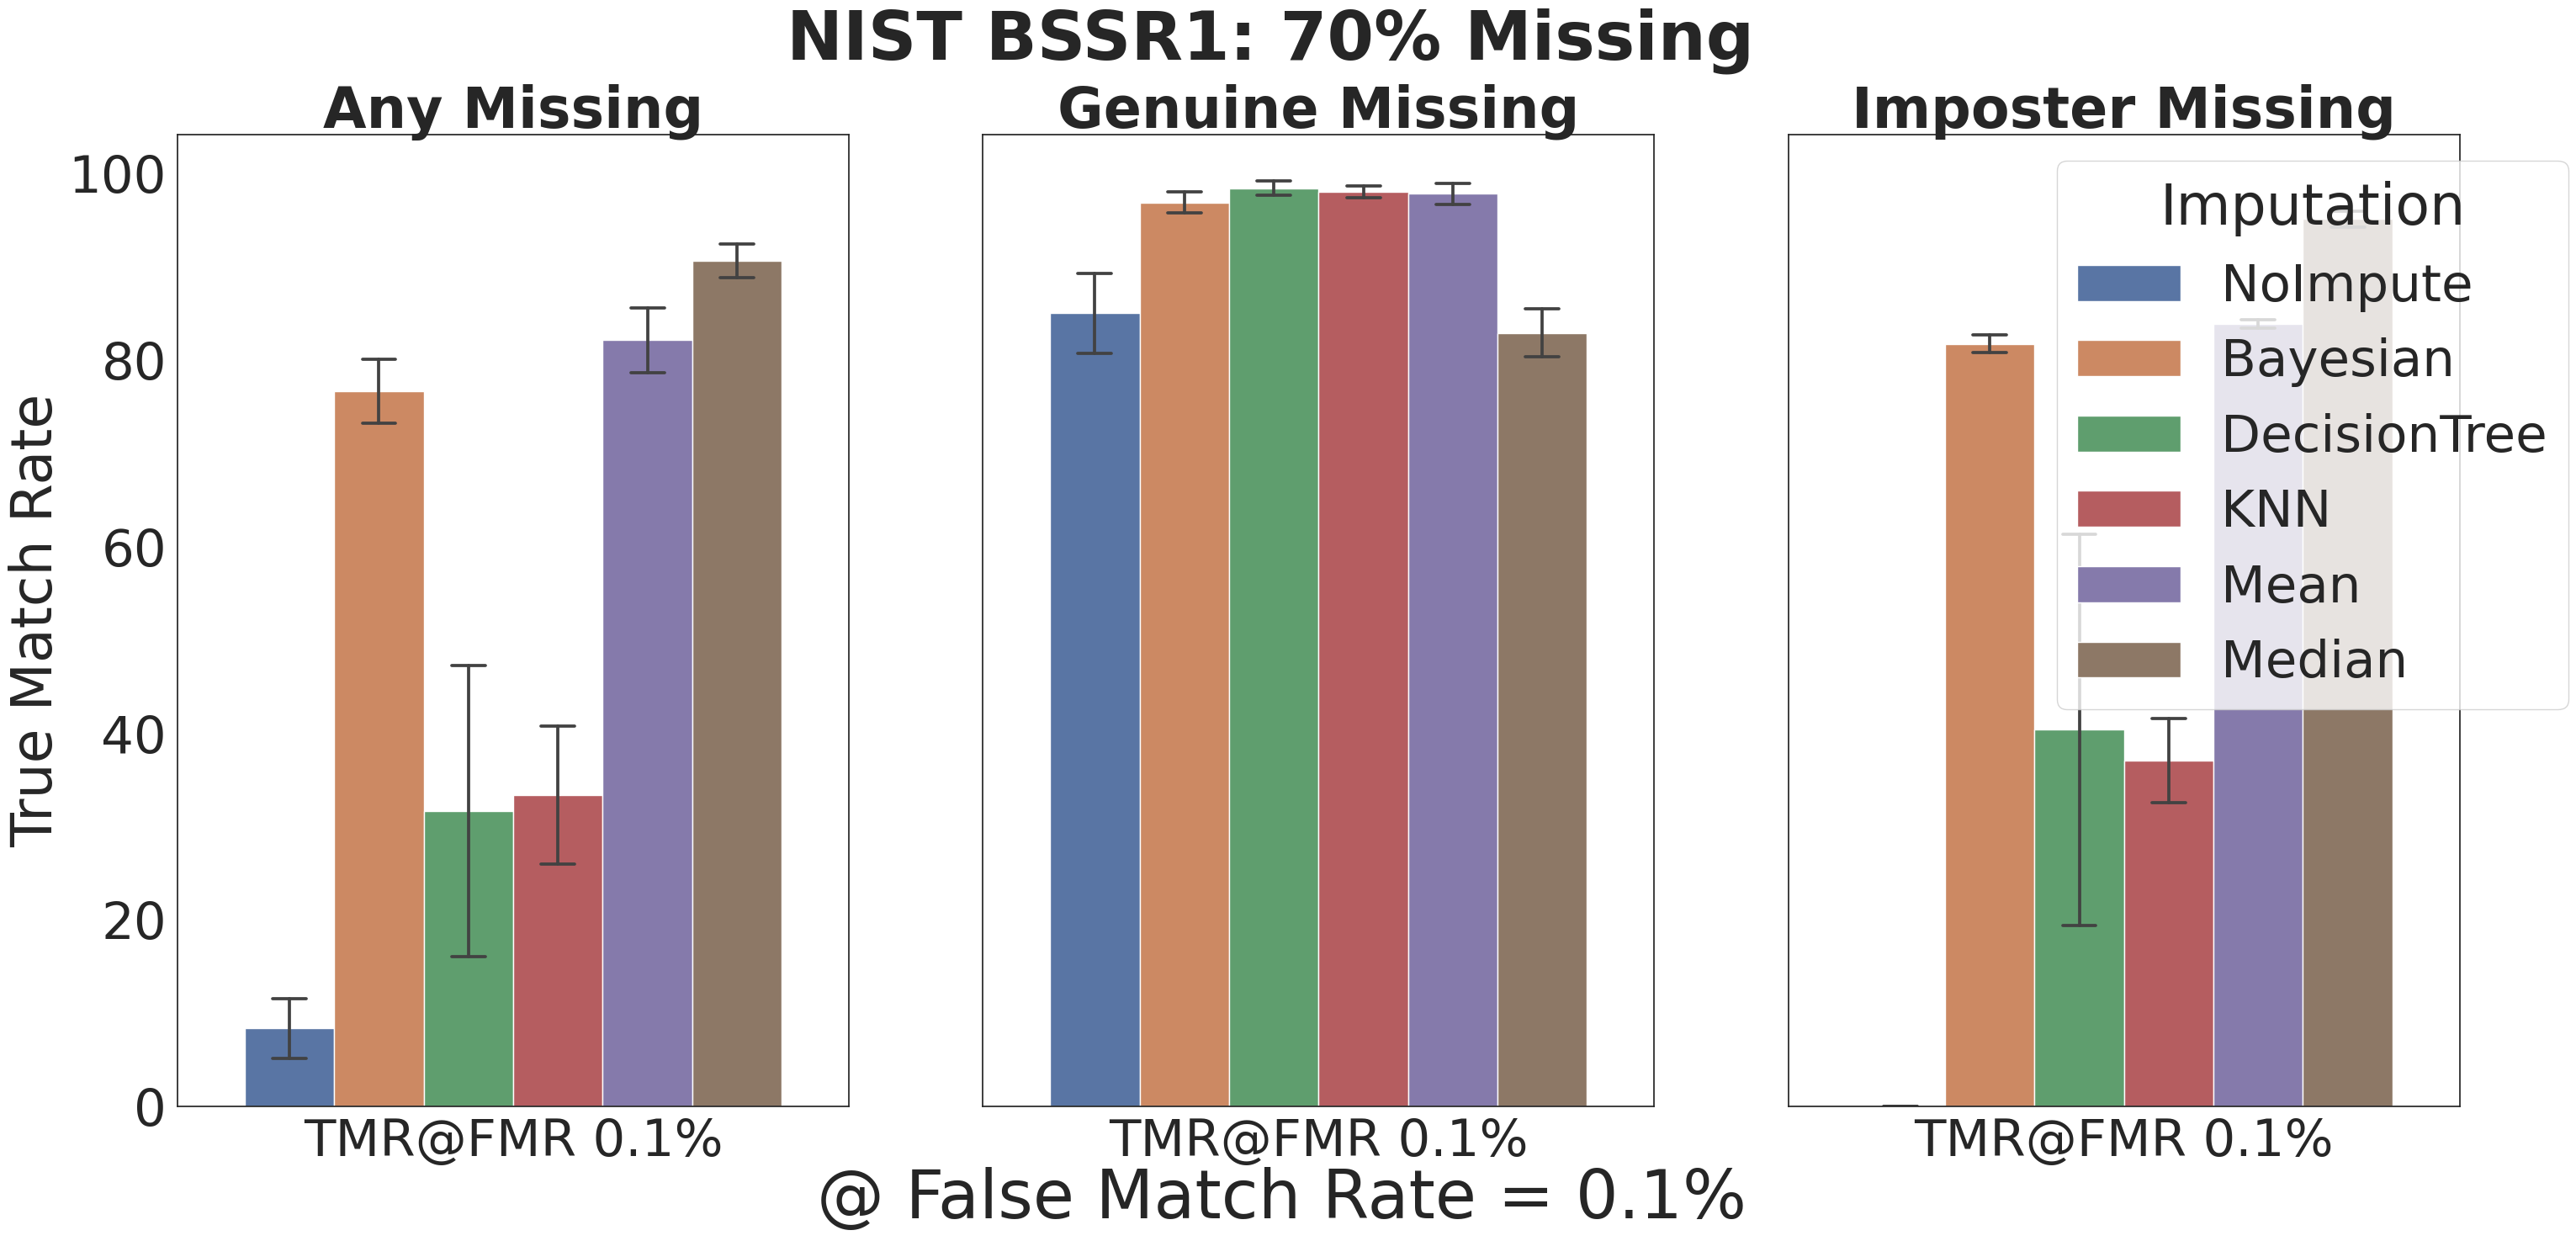 NIST BSSR1: 70% Missing
Any Missing
Genuine Missing
Imposter Missing
True Match Rate
100
80
60
40
20
0
Imputation
NoImpute
Bayesian
DecisionTree
KNN
Mean
Median
TMR@FMR 0.1%
TMR@FMR 0.1%
TMR@FMR 0.1%
@ False Match Rate = 0.1%